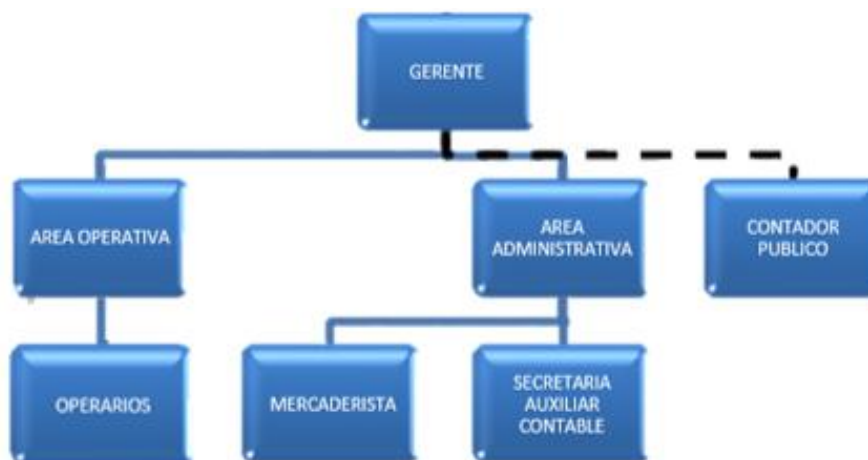 GERENTE
AREA OPERATIVA
AREA
ADMINISTRATIVA
CONTADOR
PUBLICO
OPERARIOS
MERCADERISTA
SECRETARIA
AUXILIAR
CONTABLE